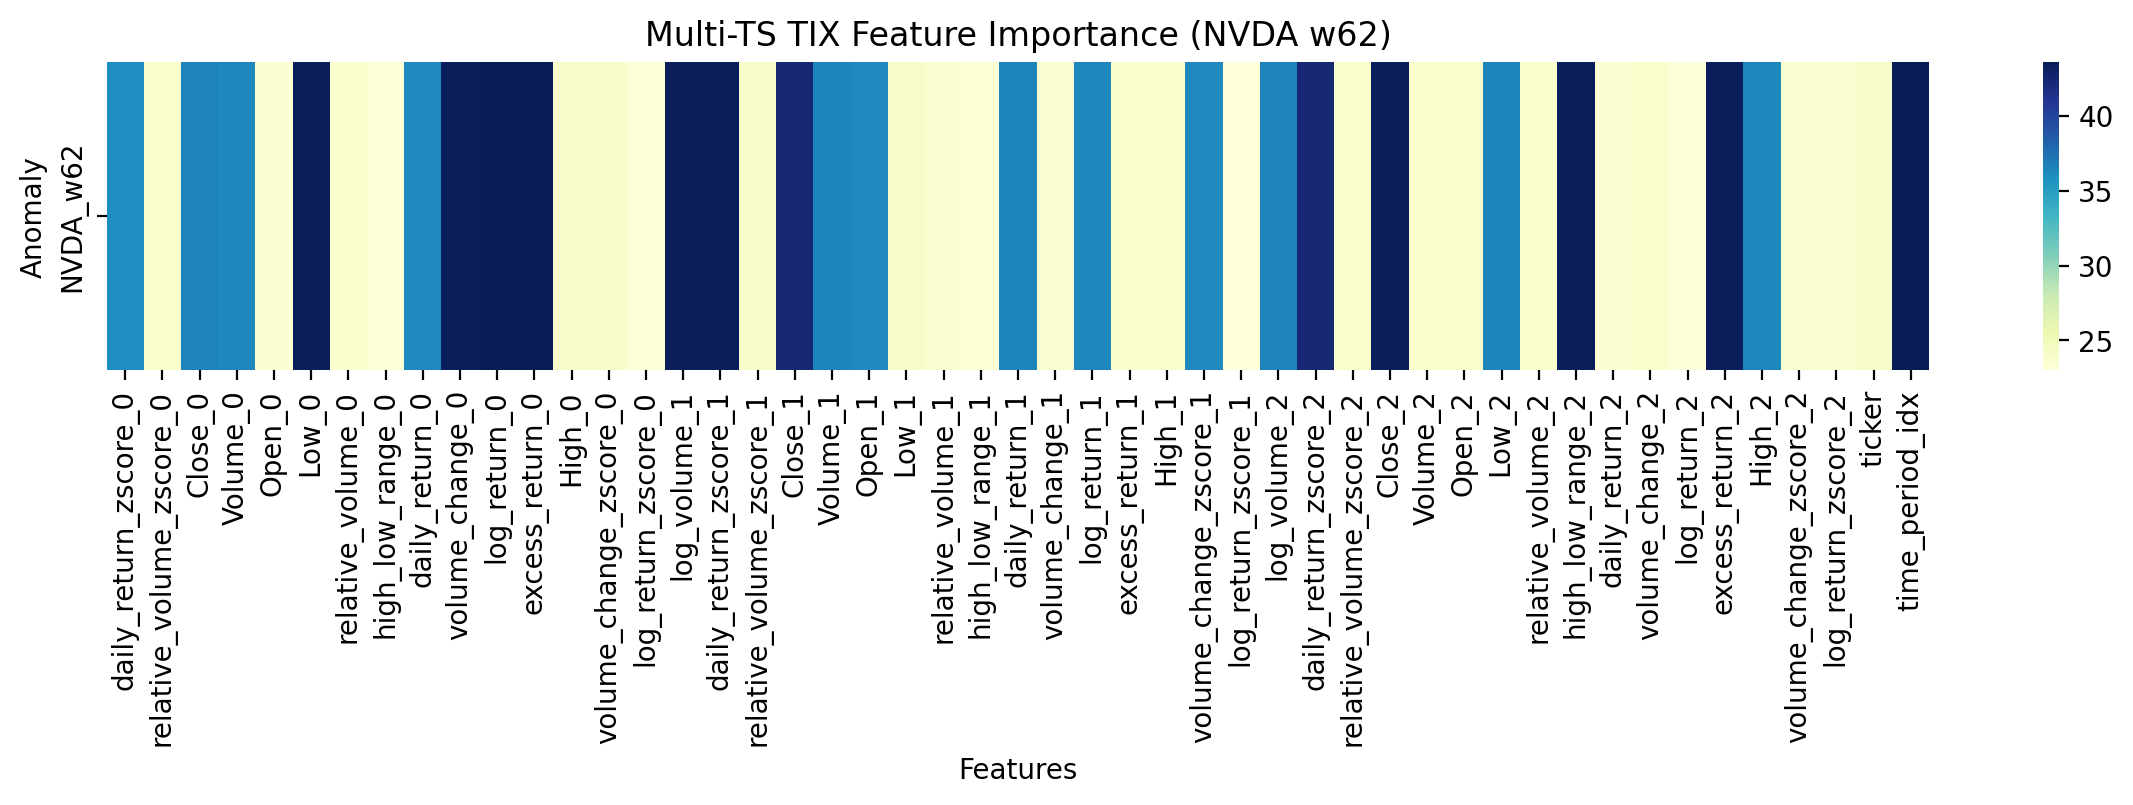 Multi-TS TIX Feature Importance (NVDA w62)
Anomaly
NVDA_w62
40
35
30
25
daily_return_zscore_0
relative_volume_zscore_0
Close_0
Volume_0
Open_0
Low_0
relative_volume_0
high_low_range_0
daily_return_0
volume_change_0
log_return_0
excess_return_0
High_0
volume_change_zscore_0
log_return_zscore_0
log_volume_1
daily_return_zscore_1
relative_volume_zscore_1
Close_1
Volume_1
Open_1
Low_1
relative_volume_1
high_low_range_1
daily_return_1
volume_change_1
log_return_1
excess_return_1
High_1
volume_change_zscore_1
log_return_zscore_1
log_volume_2
daily_return_zscore_2
relative_volume_zscore_2
Close_2
Volume_2
Open_2
Low_2
relative_volume_2
high_low_range_2
daily_return_2
volume_change_2
log_return_2
excess_return_2
High_2
volume_change_zscore_2
log_return_zscore_2
ticker
time_period_idx
Features